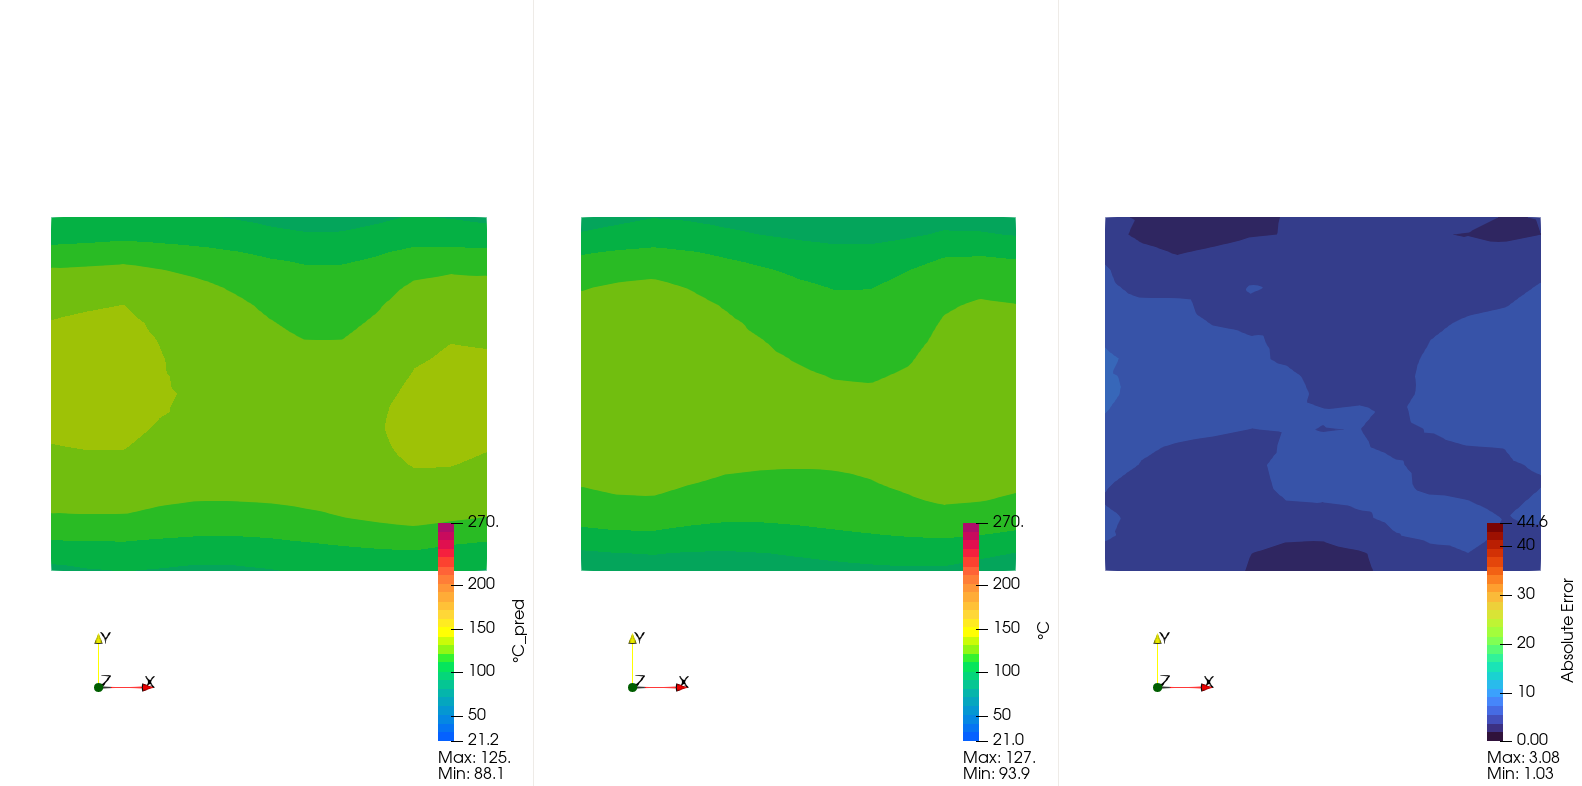 270.
200
150
100
50
21.2
°C_pred
Max: 125.
Min: 88.1
Y
Z
X
270.
200
150
100
50
21.0
°C
Max: 127.
Min: 93.9
Y
Z
X
44.6
40
30
20
10
0.00
Absolute Error
Max: 3.08
Min: 1.03
Y
Z
X